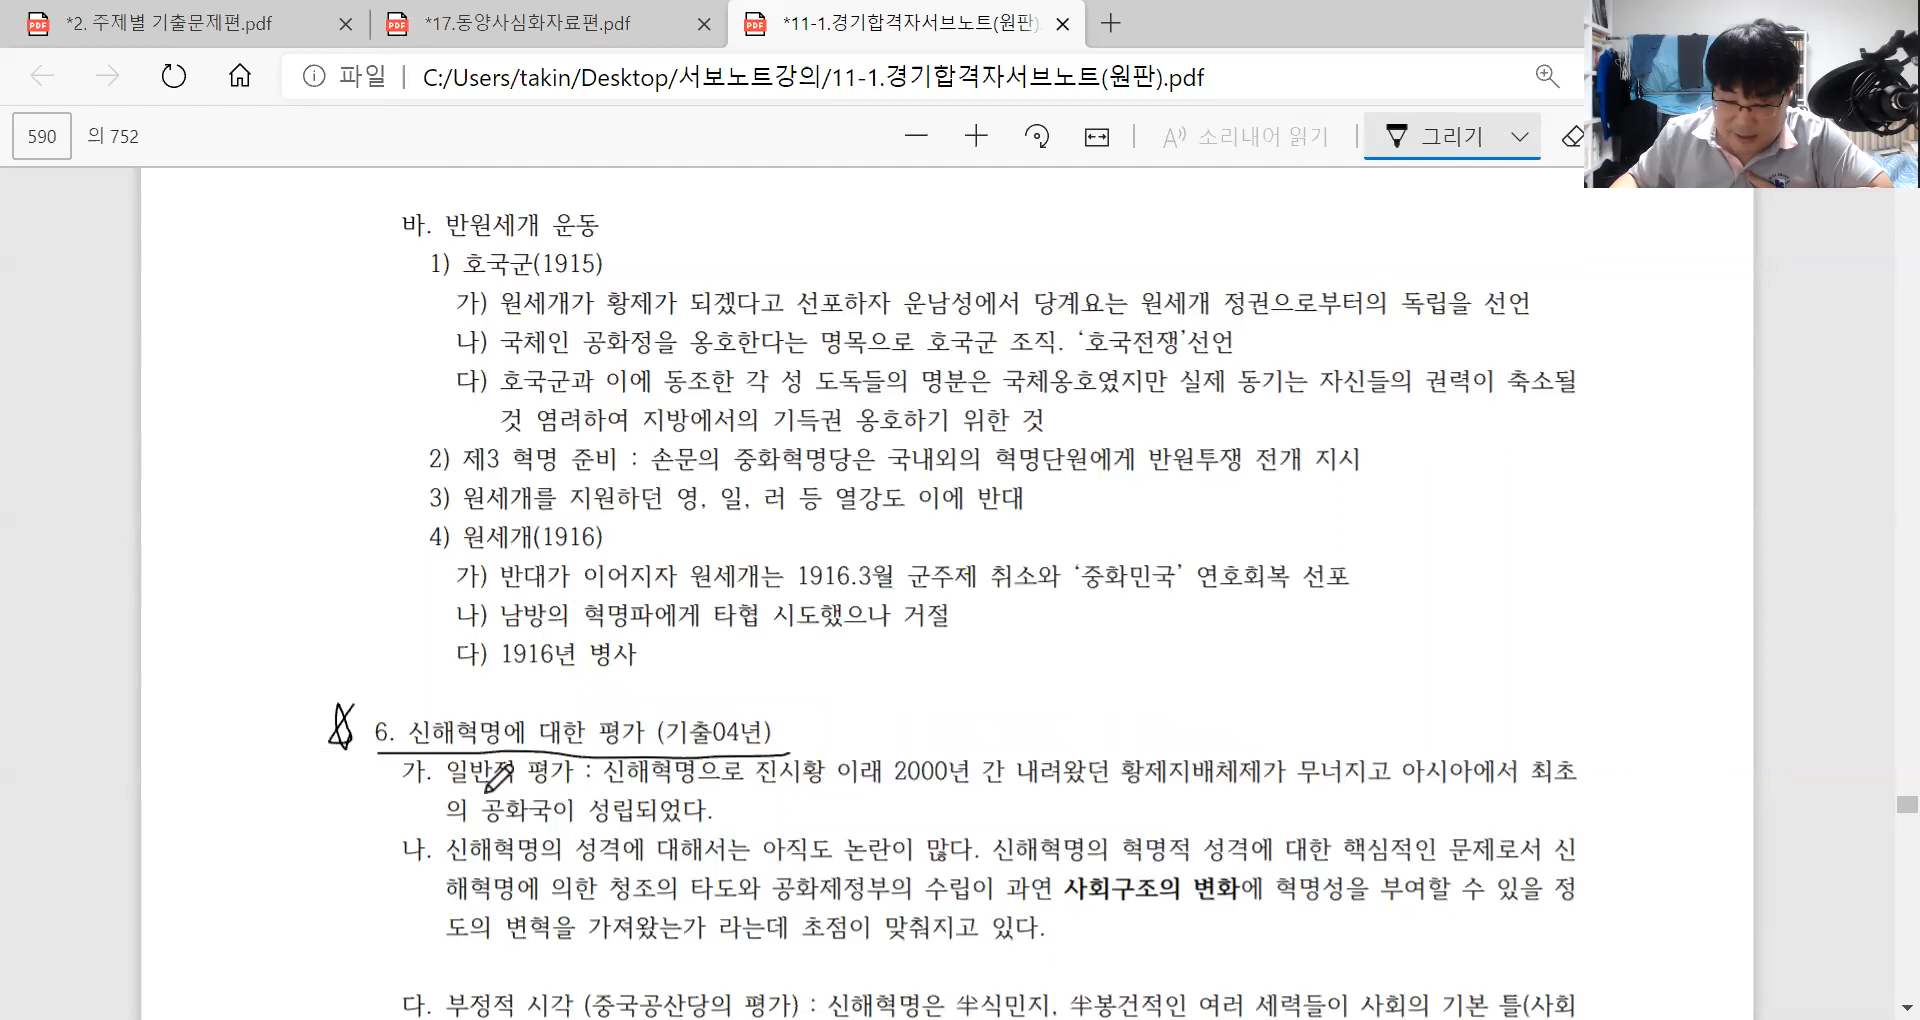 *2. 주제별 기출문제편.pdf
*17.동양사심화자료편.pdf
*11-1.경기합격자서브노트(원판).
파일 | C:/Users/takin/Desktop/서보노트강의/11-1.경기합격자서브노트(원판).pdf
590 의 752
A 소리내어 읽기
그리기
바. 반원세개 운동
1) 호국군(1915)
가) 원세개가 황제가 되겠다고 선포하자 운남성에서 당계요는 원세개 정권으로부터의 독립을 선언
나) 국체인 공화정을 옹호한다는 명목으로 호국군 조직. ‘호국전쟁’선언
다) 호국군과 이에 동조한 각 성 도독들의 명분은 국체옹호였지만 실제 동기는 자신들의 권력이 축소될
것 염려하여 지방에서의 기득권 옹호하기 위한 것
2) 제3 혁명 준비 : 손문의 중화혁명당은 국내외의 혁명단원에게 반원투쟁 전개 지시
3) 원세개를 지원하던 영, 일, 러 등 열강도 이에 반대
4) 원세개(1916)
가) 반대가 이어지자 원세개는 1916.3월 군주제 취소와 ‘중화민국’ 연호회복 선포
나) 남방의 혁명파에게 타협 시도했으나 거절
다) 1916년 병사
6. 신해혁명에 대한 평가 (기출04년)
가. 일반적 평가 : 신해혁명으로 진시황 이래 2000년 간 내려왔던 황제지배체제가 무너지고 아시아에서 최초
의 공화국이 성립되었다.
나. 신해혁명의 성격에 대해서는 아직도 논란이 많다. 신해혁명의 혁명적 성격에 대한 핵심적인 문제로서 신
해혁명에 의한 청조의 타도와 공화제정부의 수립이 과연 사회구조의 변화에 혁명성을 부여할 수 있을 정
도의 변혁을 가져왔는가 라는데 초점이 맞춰지고 있다.
다. 부정적 시각 (중국공산당의 평가) : 신해혁명은 半식민지, 半봉건적인 여러 세력들이 사회의 기본 틀(사회